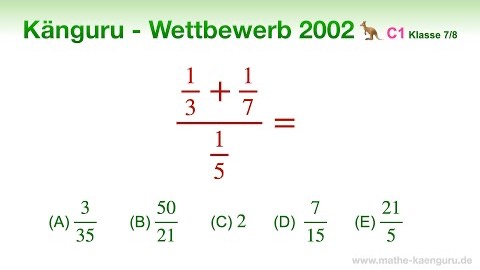 Känguru - Wettbewerb 2002 🦘 C1 Klasse 7/8
1/3 + 1/7
1/5
=
(A) 3/35 (B) 50/21 (C) 2 (D) 7/15 (E) 21/5
www.mathe-kaenguru.de